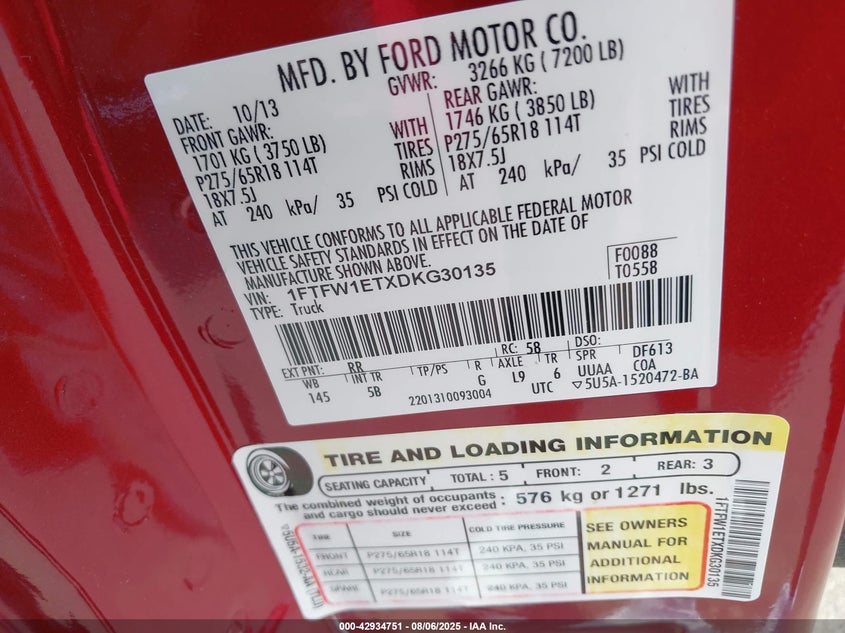 MFD. BY FORD MOTOR CO.
DATE: 10/13 GVWR: 3266 KG ( 7200 LB)
FRONT GAWR: REAR GAWR:
1701 KG ( 3750 LB) WITH 1746 KG ( 3850 LB) WITH
P275/65R18 114T TIRES P275/65R18 114T TIRES
18X7.5J RIMS 18X7.5J RIMS
AT 240 kPa/ 35 PSI COLD AT 240 kPa/ 35 PSI COLD
THIS VEHICLE CONFORMS TO ALL APPLICABLE FEDERAL MOTOR
VEHICLE SAFETY STANDARDS IN EFFECT ON THE DATE OF
MANUFACTURE SHOWN ABOVE.
VIN: 1FTFW1ETXDKG30135
TYPE: Truck
F0088
T0558
EXT PNT: RR RC: 58 DSO:
WB INT TR TP/PS R AXLE TR SPR DF613
145 SB G L9 6 UUAA COA
2201310093004 UTC ▽5U5A-1520472-BA
TIRE AND LOADING INFORMATION
SEATING CAPACITY TOTAL : 5 FRONT: 2 REAR: 3
The combined weight of occupants
and cargo should never exceed : 576 kg or 1271 lbs.
TIRE SIZE COLD TIRE PRESSURE
FRONT P275/65R18 114T 240 KPA, 35 PSI
REAR P275/65R18 114T 240 KPA, 35 PSI
SPARE P275/65R18 114T 240 KPA, 35 PSI
SEE OWNERS
MANUAL FOR
ADDITIONAL
INFORMATION
1FTFW1ETXDKG30135
000-42934751 - 08/06/2025 - IAA Inc.